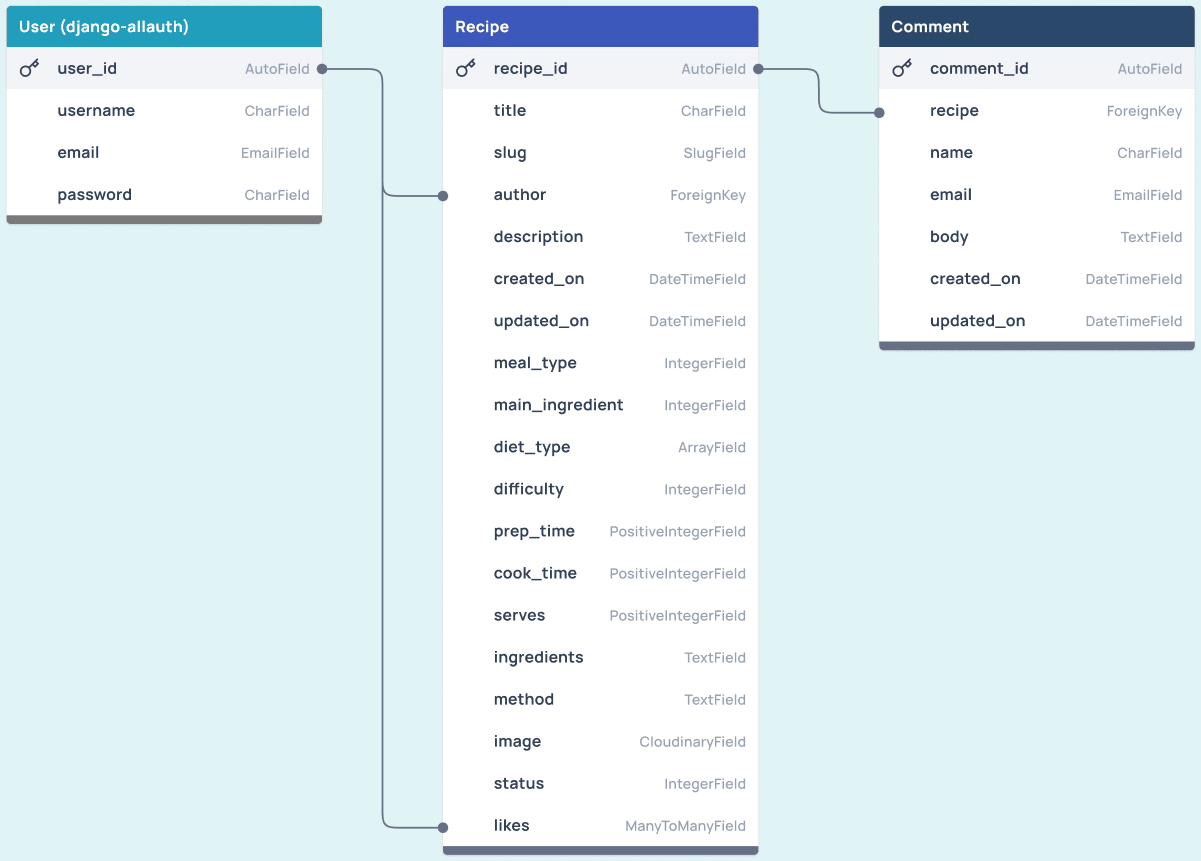 User (django-allauth)
user_id AutoField
username CharField
email EmailField
password CharField
Recipe
recipe_id AutoField
title CharField
slug SlugField
author ForeignKey
description TextField
created_on DateTimeField
updated_on DateTimeField
meal_type IntegerField
main_ingredient IntegerField
diet_type ArrayField
difficulty IntegerField
prep_time PositiveIntegerField
cook_time PositiveIntegerField
serves PositiveIntegerField
ingredients TextField
method TextField
image CloudinaryField
status IntegerField
likes ManyToManyField
Comment
comment_id AutoField
recipe ForeignKey
name CharField
email EmailField
body TextField
created_on DateTimeField
updated_on DateTimeField